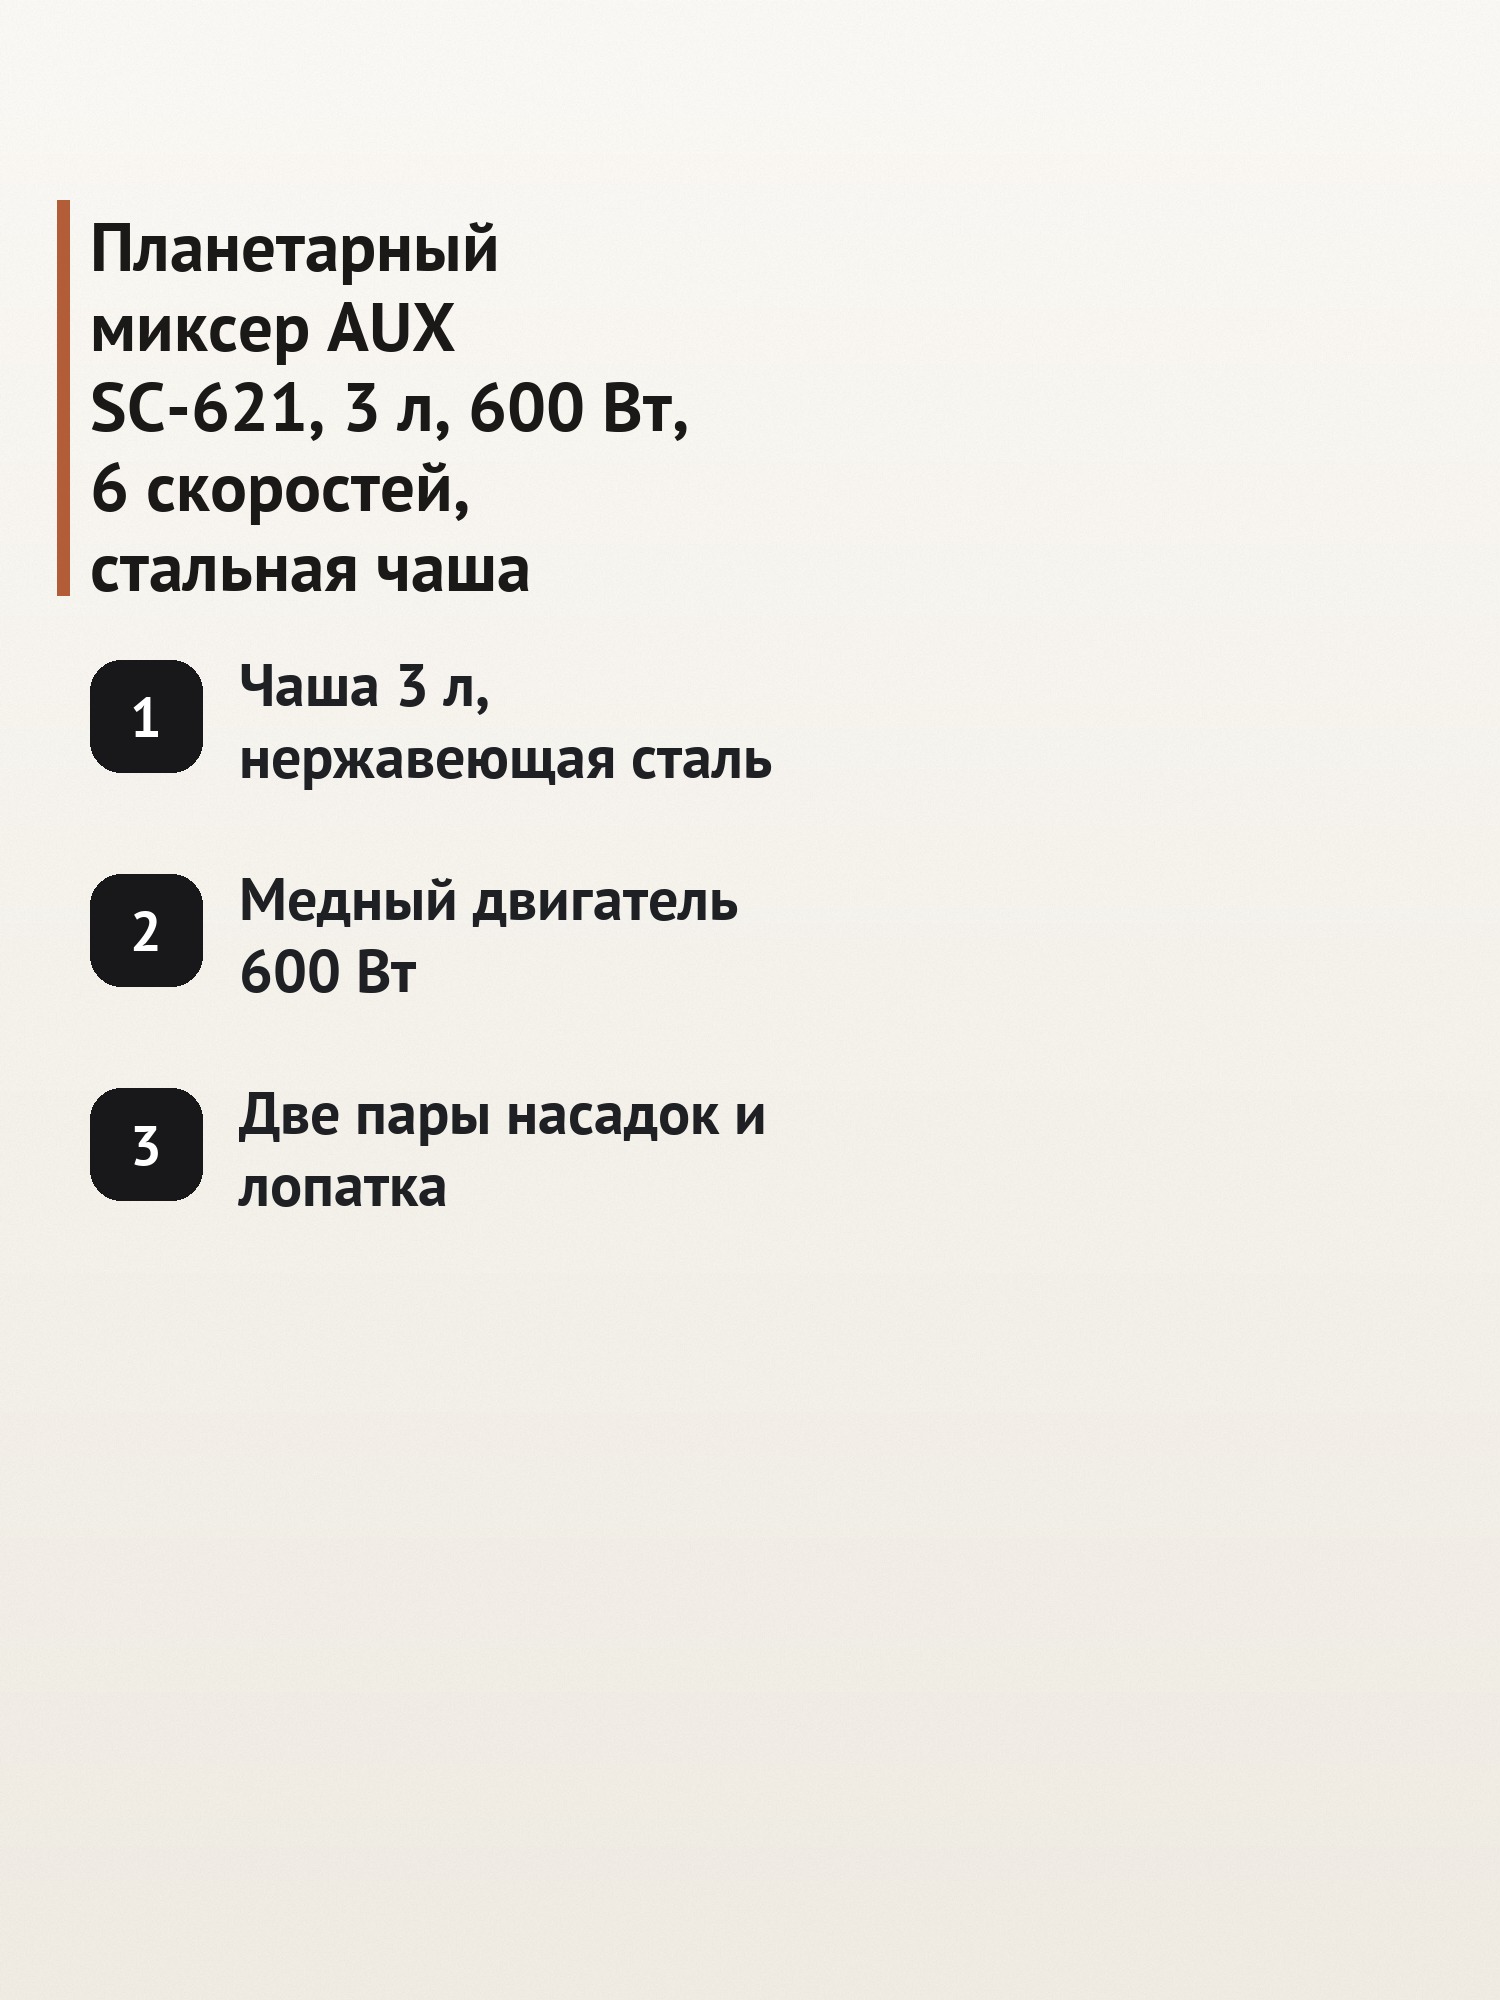 Планетарный
миксер AUX
SC-621, 3 л, 600 Вт,
6 скоростей,
стальная чаша
1
Чаша 3 л,
нержавеющая сталь
2
Медный двигатель
600 Вт
3
Две пары насадок и
лопатка